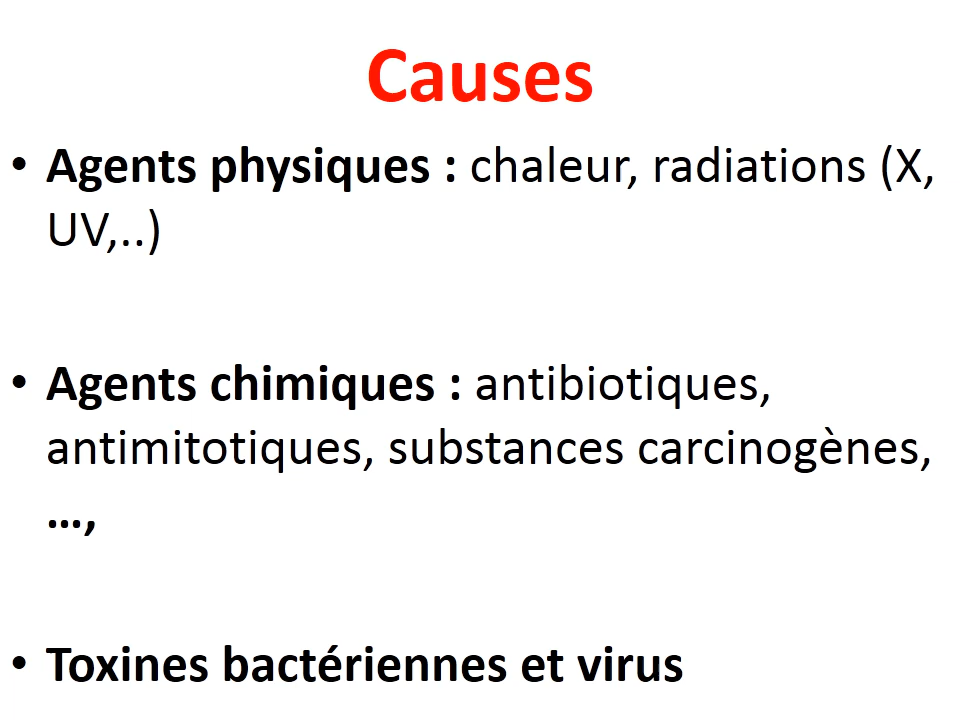 Causes
• Agents physiques : chaleur, radiations (X,
UV,..)
• Agents chimiques : antibiotiques,
antimitotiques, substances carcinogènes,
…,
• Toxines bactériennes et virus